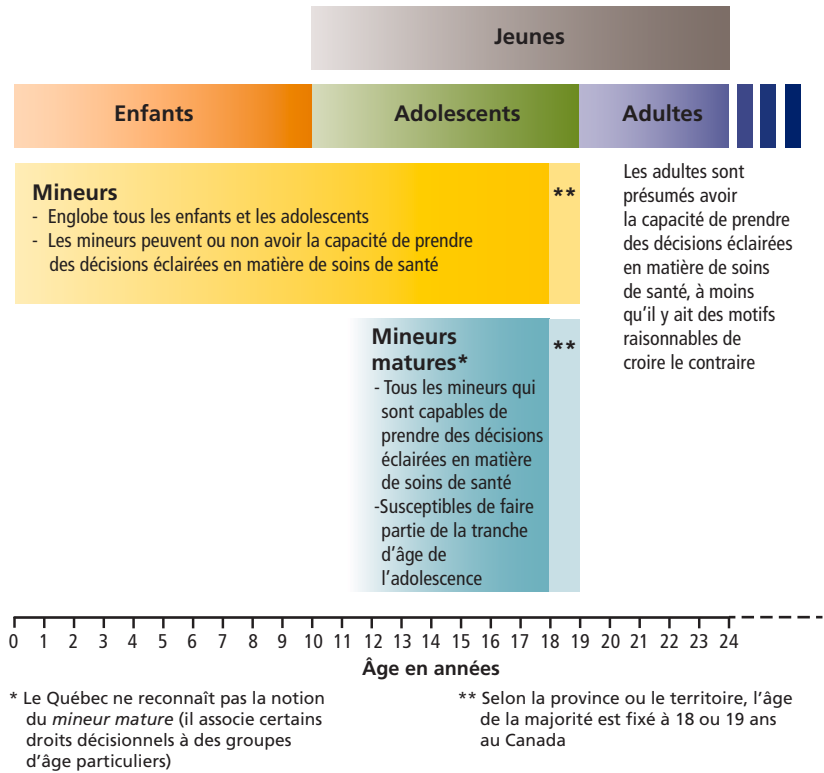 Jeunes
Enfants
Adolescents
Adultes
Mineurs
- Englobe tous les enfants et les adolescents
- Les mineurs peuvent ou non avoir la capacité de prendre
des décisions éclairées en matière de soins de santé
**
Les adultes sont
présumés avoir
la capacité de prendre
des décisions éclairées
en matière de soins
de santé, à moins
qu'il y ait des motifs
raisonnables de
croire le contraire
Mineurs
matures*
- Tous les mineurs qui
sont capables de
prendre des décisions
éclairées en matière
de soins de santé
-Susceptibles de faire
partie de la tranche
d'âge de
l'adolescence
**
0 1 2 3 4 5 6 7 8 9 10 11 12 13 14 15 16 17 18 19 20 21 22 23 24
Âge en années
* Le Québec ne reconnaît pas la notion
du mineur mature (il associe certains
droits décisionnels à des groupes
d'âge particuliers)
** Selon la province ou le territoire, l'âge
de la majorité est fixé à 18 ou 19 ans
au Canada